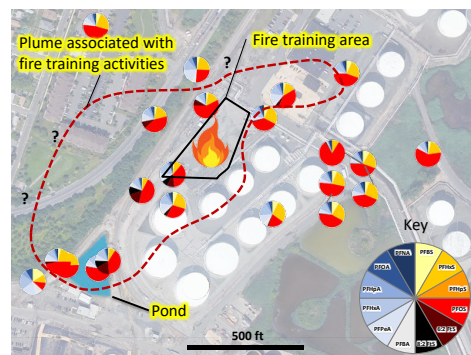 Plume associated with
fire training activities
Fire training area
?
?
?
Pond
500 ft
Key
PFNA
PFBS
PFOA
PFHxS
PFHpA
PFHpS
PFHxA
PFOS
PFPeA
6:2 FtS
PFBA
8:2 FtS